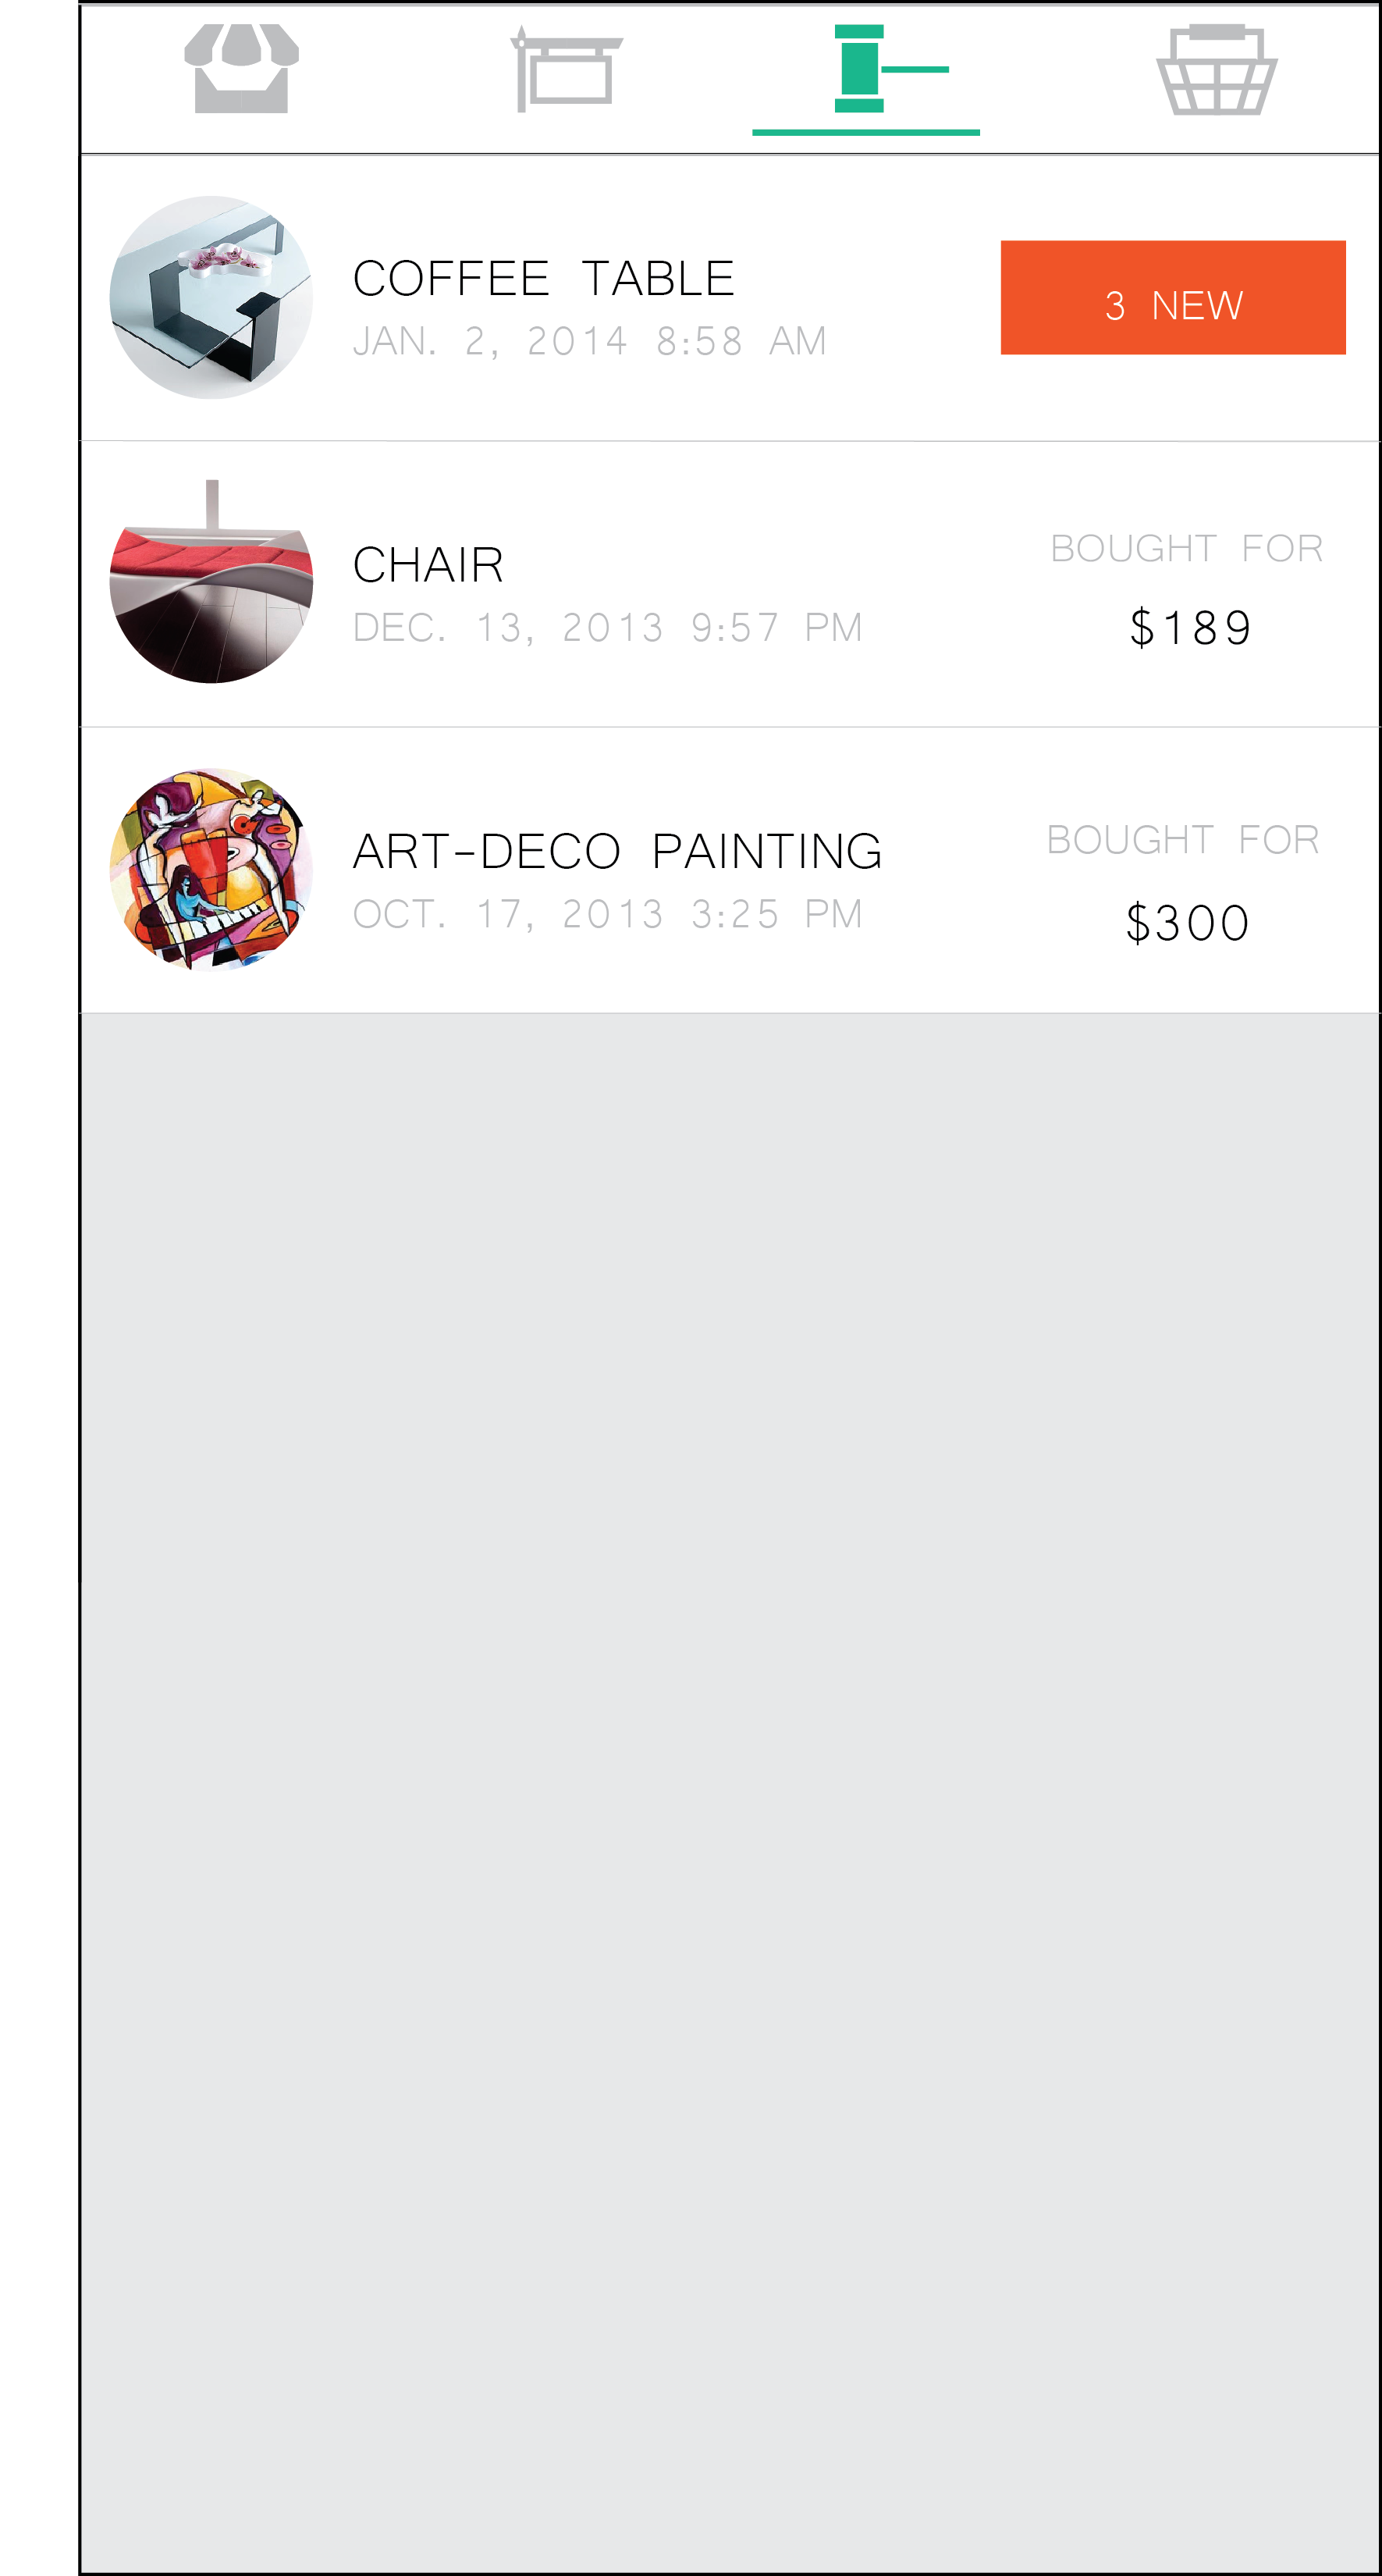 COFFEE TABLE
JAN. 2, 2014 8:58 AM
3 NEW
CHAIR
DEC. 13, 2013 9:57 PM
BOUGHT FOR
$189
ART-DECO PAINTING
OCT. 17, 2013 3:25 PM
BOUGHT FOR
$300